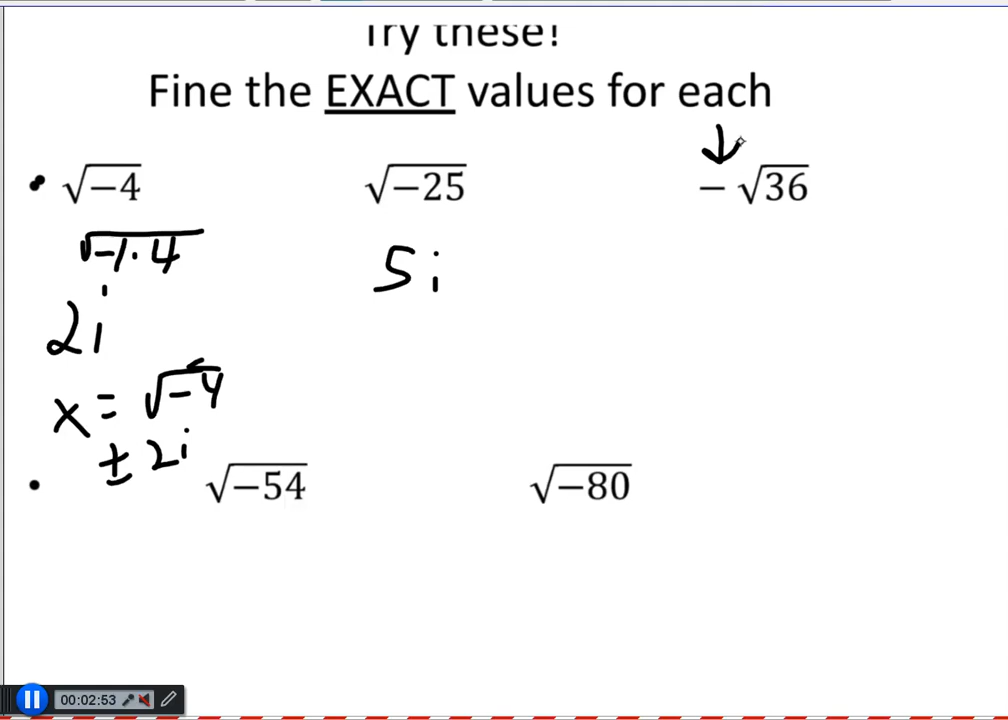 Try these!
Fine the EXACT values for each
• √−4 √−25 − √36
√−1·4
5i
2i
x = √−4
± 2i
• √−54 √−80
00:02:53